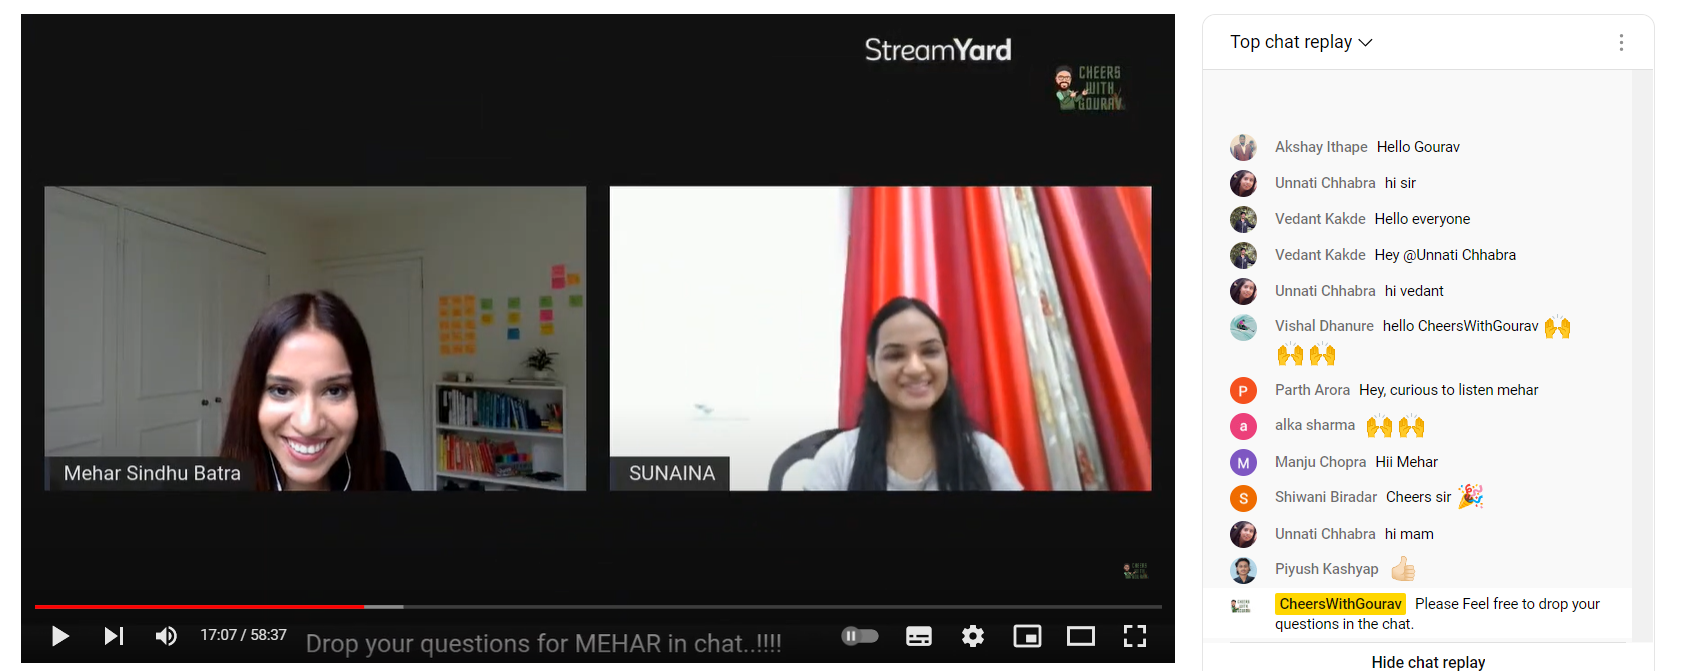 StreamYard
CHEERS
WITH
GOURAV
Mehar Sindhu Batra
SUNAINA
17:07 / 58:37
Drop your questions for MEHAR in chat..!!!!
Top chat replay
Akshay Ithape Hello Gourav
Unnati Chhabra hi sir
Vedant Kakde Hello everyone
Vedant Kakde Hey @Unnati Chhabra
Unnati Chhabra hi vedant
Vishal Dhanure hello CheersWithGourav 🙌
🙌 🙌
P Parth Arora Hey, curious to listen mehar
a alka sharma 🙌 🙌
M Manju Chopra Hii Mehar
S Shiwani Biradar Cheers sir 🎉
Unnati Chhabra hi mam
Piyush Kashyap 👍🏻
CheersWithGourav Please Feel free to drop your
questions in the chat.
Hide chat replay